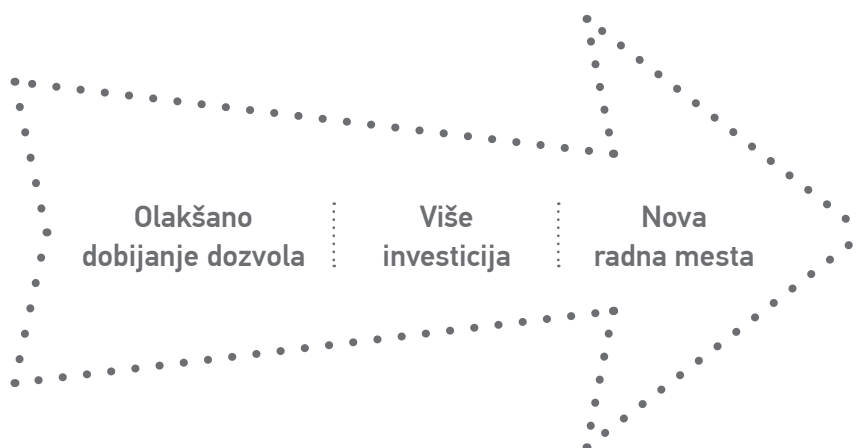 Olakšano
dobijanje dozvola
Više
investicija
Nova
radna mesta